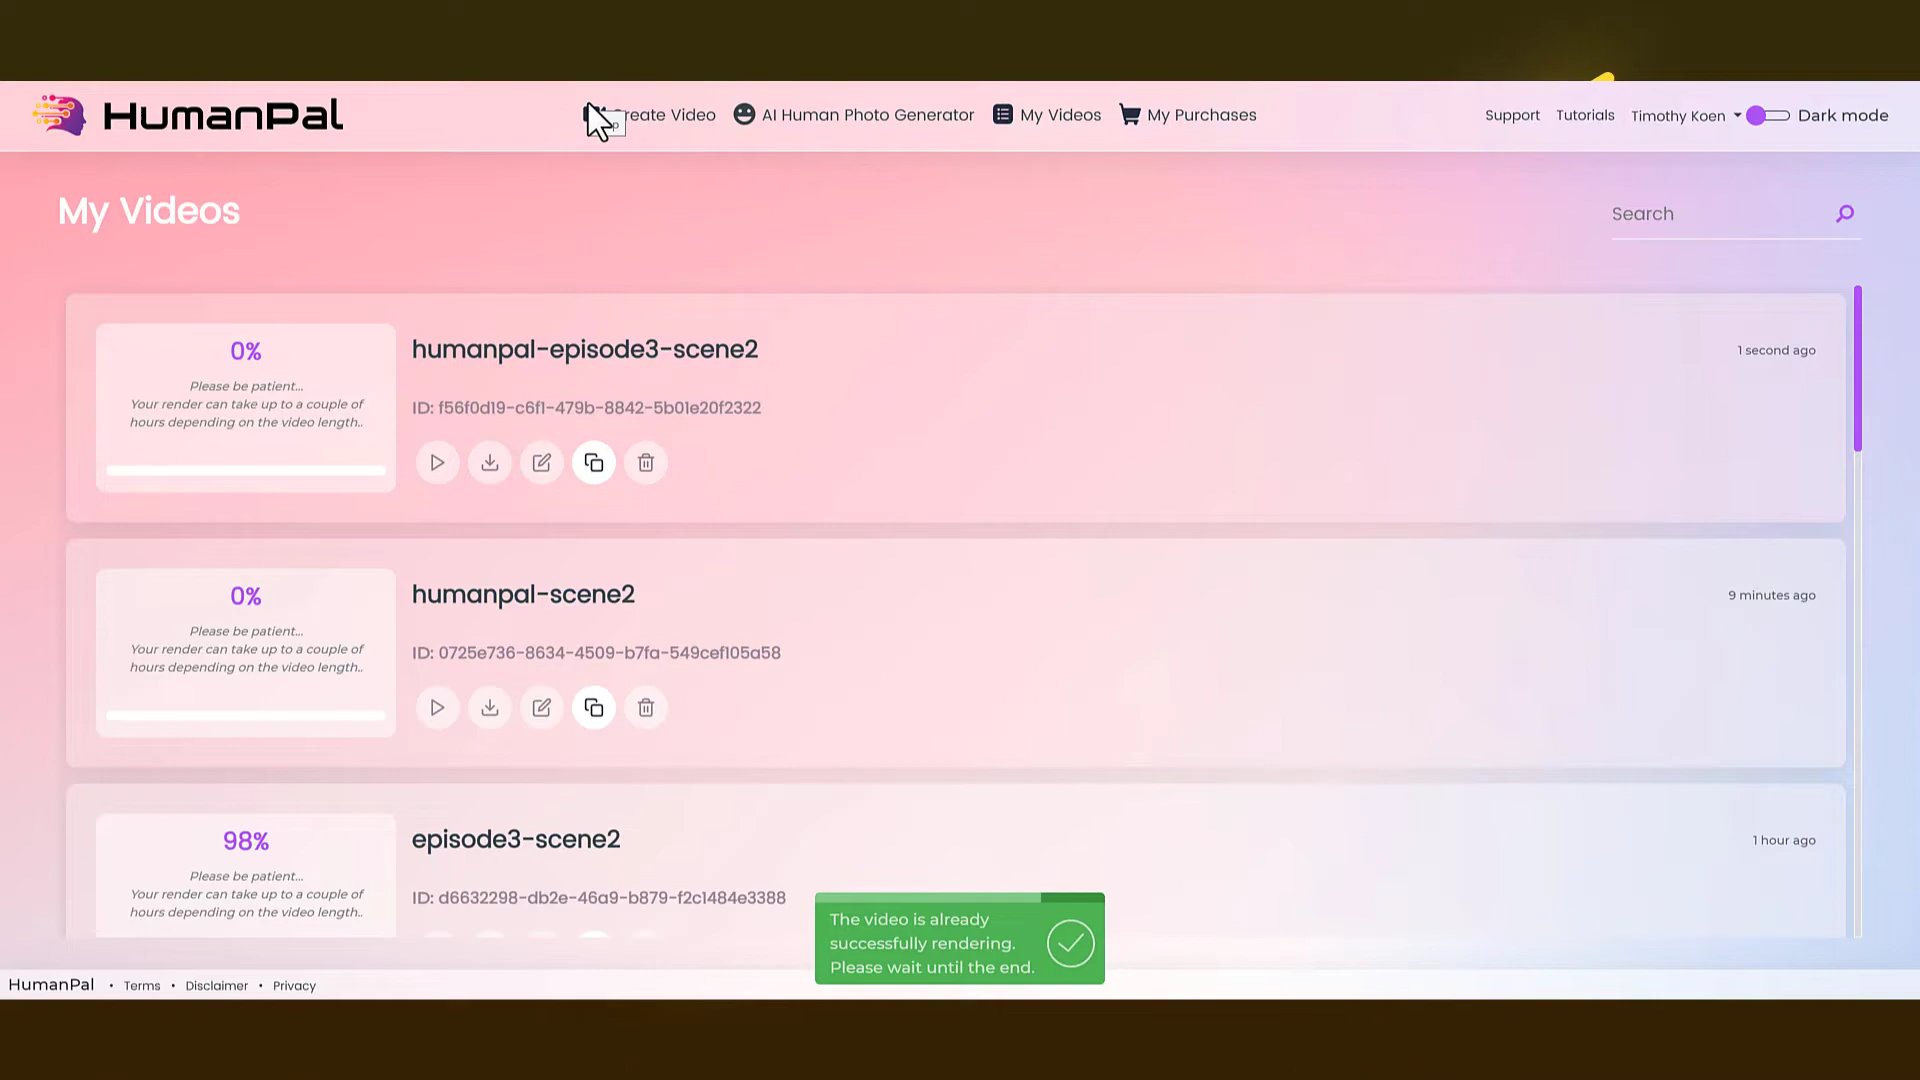 HumanPal
reate Video
AI Human Photo Generator
My Videos
My Purchases
Support
Tutorials
Timothy Koen
Dark mode
My Videos
Search
0%
Please be patient...
Your render can take up to a couple of
hours depending on the video length..
humanpal-episode3-scene2
1 second ago
ID: f56f0d19-c6f1-479b-8842-5b01e20f2322
0%
Please be patient...
Your render can take up to a couple of
hours depending on the video length..
humanpal-scene2
9 minutes ago
ID: 0725e736-8634-4509-b7fa-549cef105a58
98%
Please be patient...
Your render can take up to a couple of
hours depending on the video length..
episode3-scene2
1 hour ago
ID: d6632298-db2e-46a9-b879-f2c1484e3388
The video is already
successfully rendering.
Please wait until the end.
HumanPal • Terms • Disclaimer • Privacy